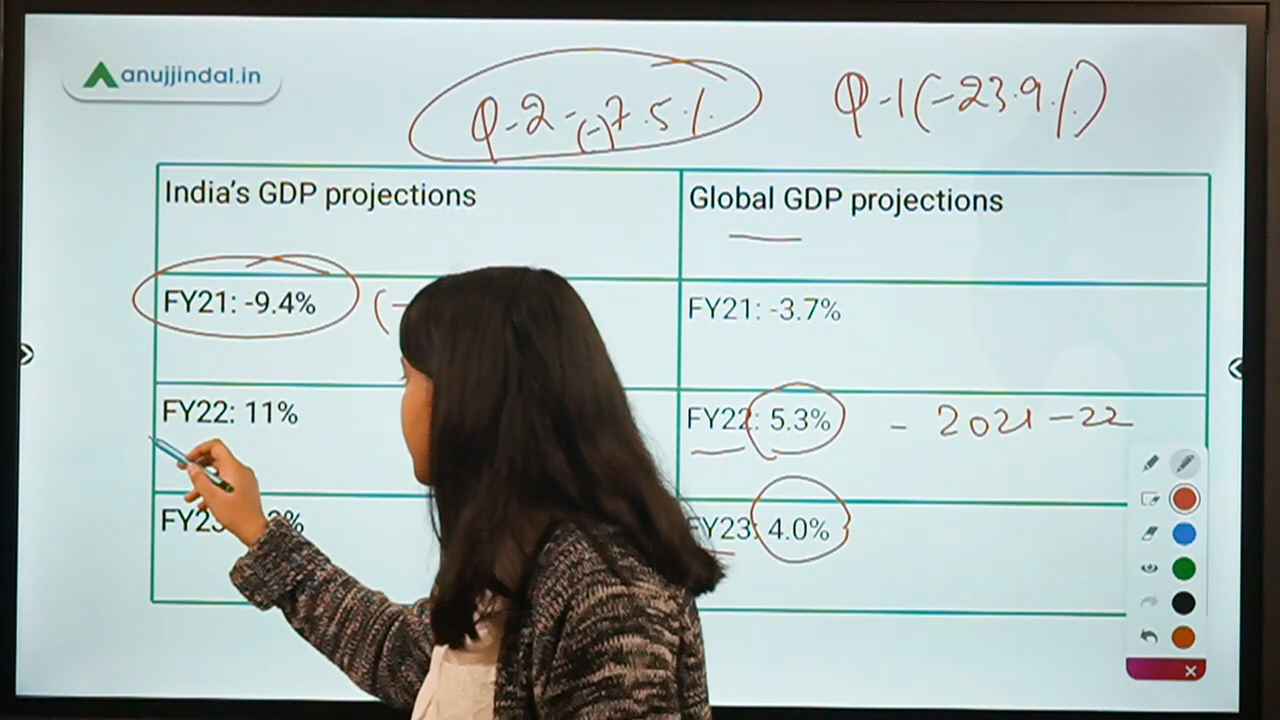 anujjindal.in
Q-2-(-)7.5%
Q-1(-23.9%)
India's GDP projections
Global GDP projections
FY21: -9.4%
(-
FY21: -3.7%
FY22: 11%
FY22: 5.3%
- 2021-22
FY23: 4.0%